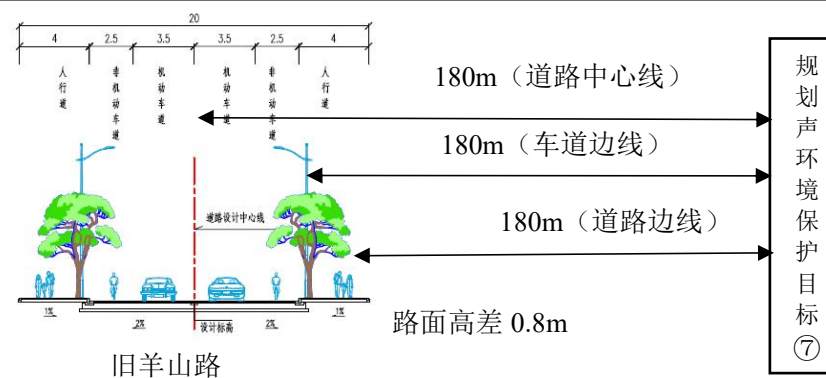 20
4 2.5 3.5 3.5 2.5 4
人行道
非机动车道
机动车道
机动车道
非机动车道
人行道
180m（道路中心线）
180m（车道边线）
180m（道路边线）
道路设计中心线
1%
2%
设计标高
2%
1%
路面高差 0.8m
旧羊山路
规划声环境保护目标⑦